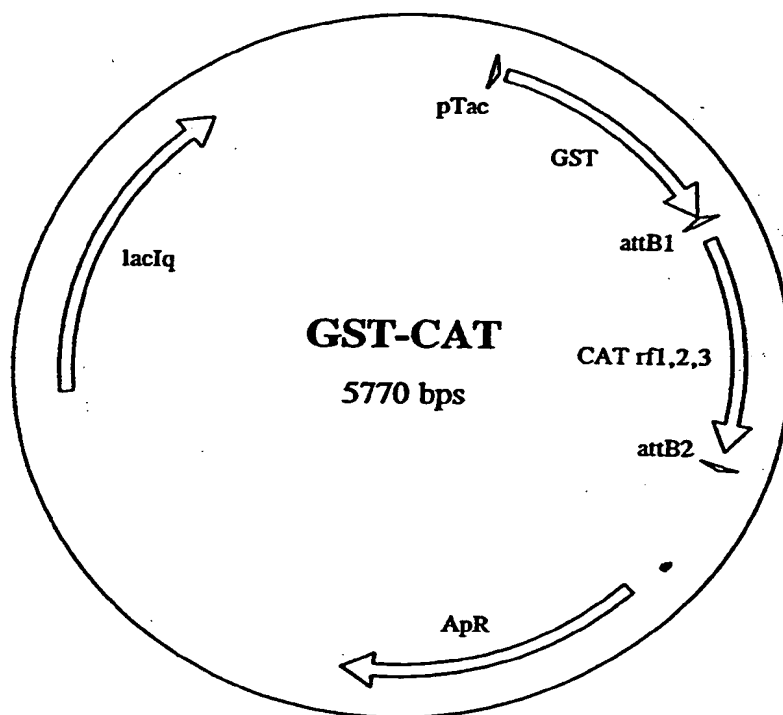 pTac
GST
attB1
lacIq
GST-CAT
5770 bps
CAT rf1,2,3
attB2
ApR